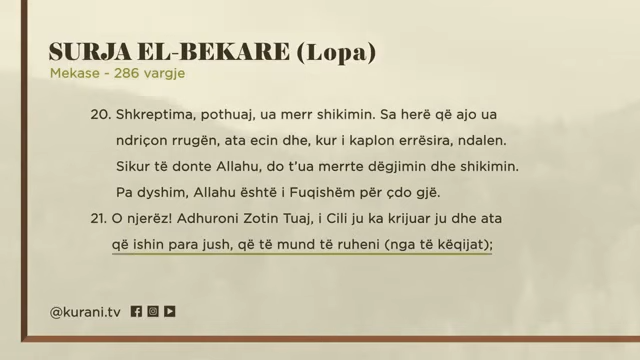 SURJA EL-BEKARE (Lopa)
Mekase - 286 vargje
20. Shkreptima, pothuaj, ua merr shikimin. Sa herë që ajo ua
ndriçon rrugën, ata ecin dhe, kur i kaplon errësira, ndalen.
Sikur të donte Allahu, do t’ua merrte dëgjimin dhe shikimin.
Pa dyshim, Allahu është i Fuqishëm për çdo gjë.
21. O njerëz! Adhuroni Zotin Tuaj, i Cili ju ka krijuar ju dhe ata
që ishin para jush, që të mund të ruheni (nga të këqijat);
@kurani.tv